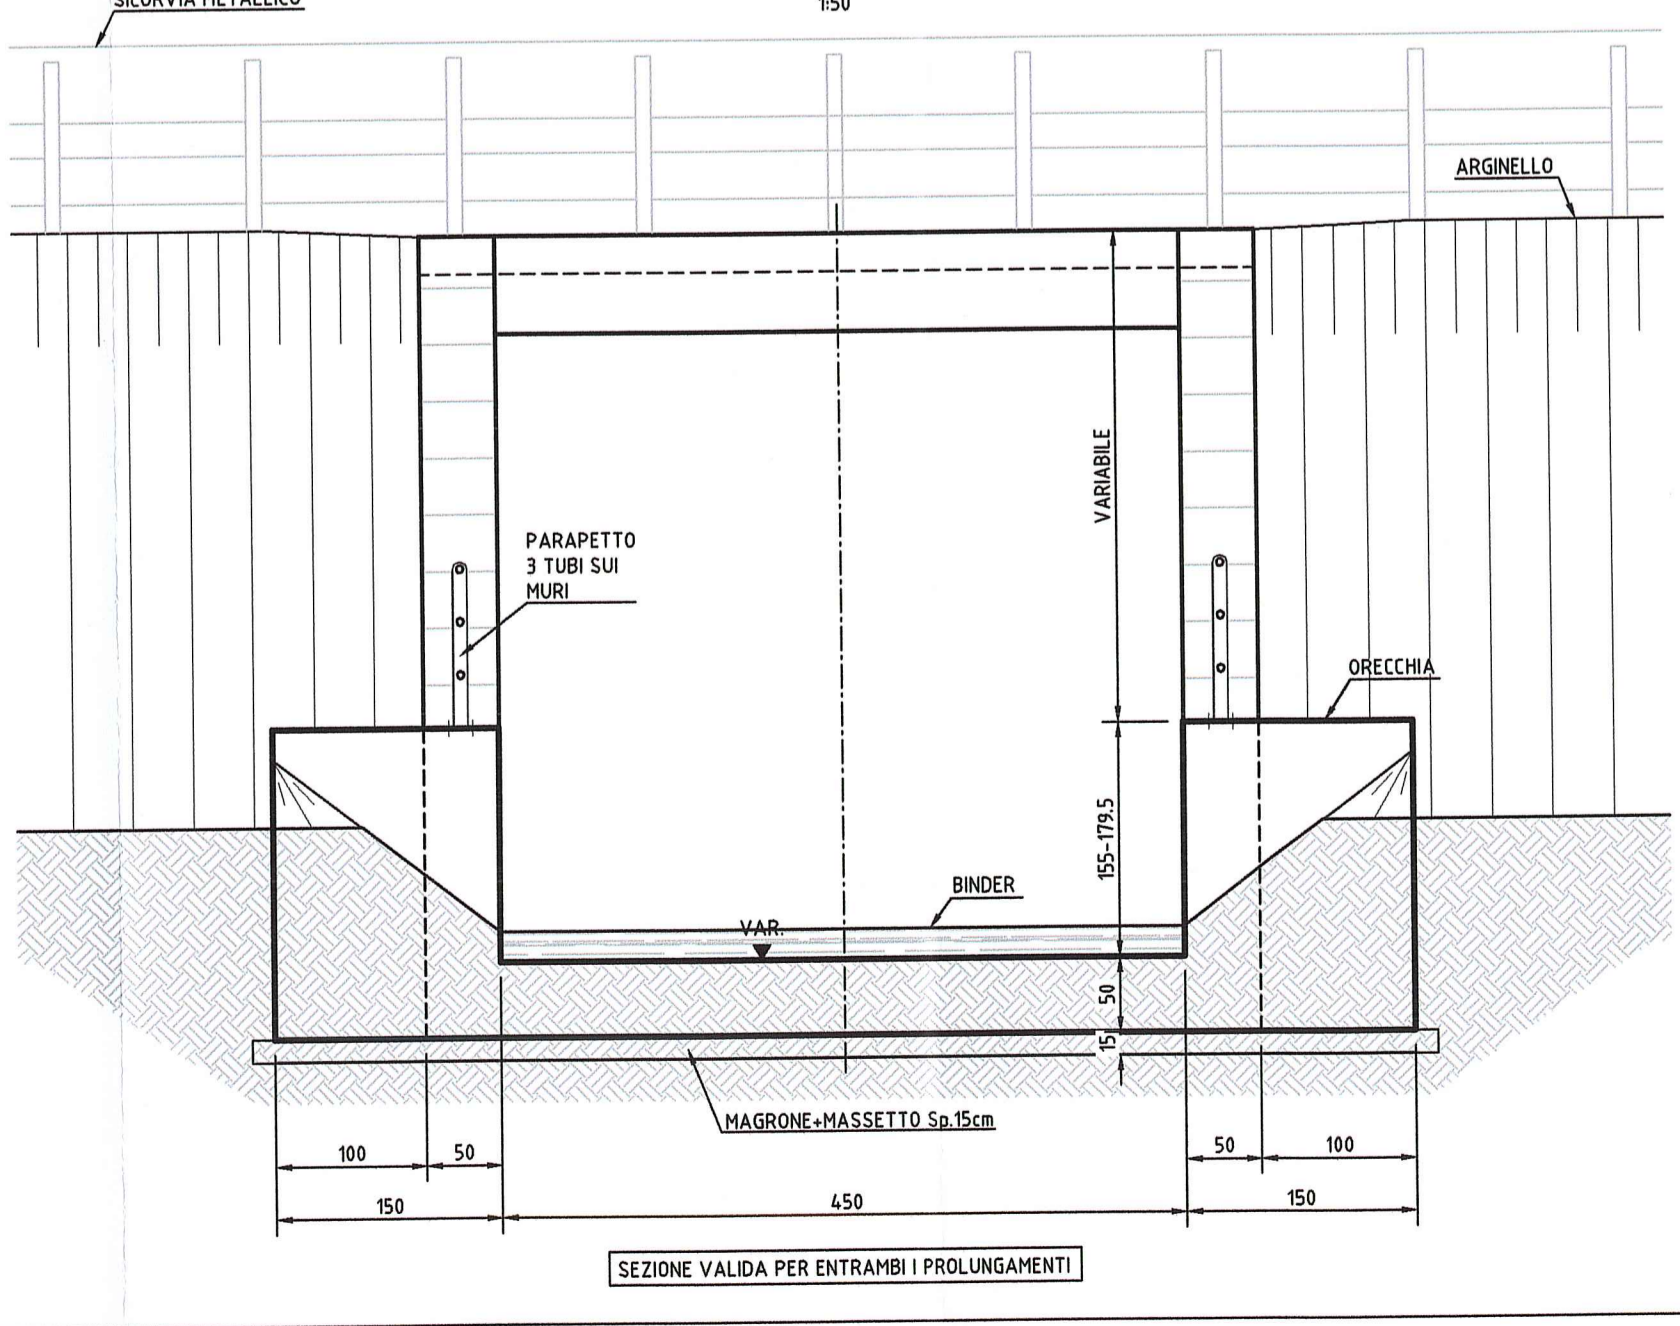 SICURVIA METALLICO
1:50
ARGINELLO
VARIABILE
PARAPETTO
3 TUBI SUI
MURI
ORECCHIA
155-179.5
BINDER
VAR.
50
15
MAGRONE+MASSETTO Sp.15cm
100
50
50
100
150
450
150
SEZIONE VALIDA PER ENTRAMBI I PROLUNGAMENTI